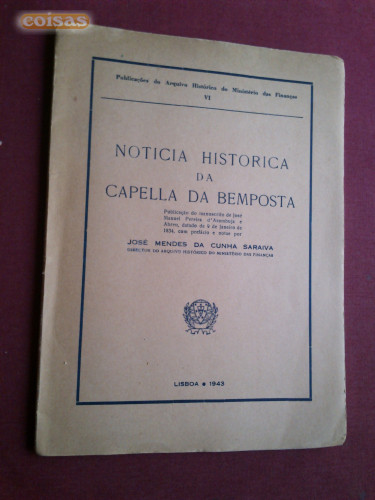 coisas
Publicações do Arquivo Histórico do Ministério das Finanças
VI
NOTICIA HISTORICA
DA
CAPELLA DA BEMPOSTA
Publicação do manuscrito de José
Manuel Pereira d'Azambuja e
Abreu, datado de 6 de Janeiro de
1834, com prefácio e notas por
JOSÉ MENDES DA CUNHA SARAIVA
DIRECTOR DO ARQUIVO HISTÓRICO DO MINISTÉRIO DAS FINANÇAS
LISBOA • 1943